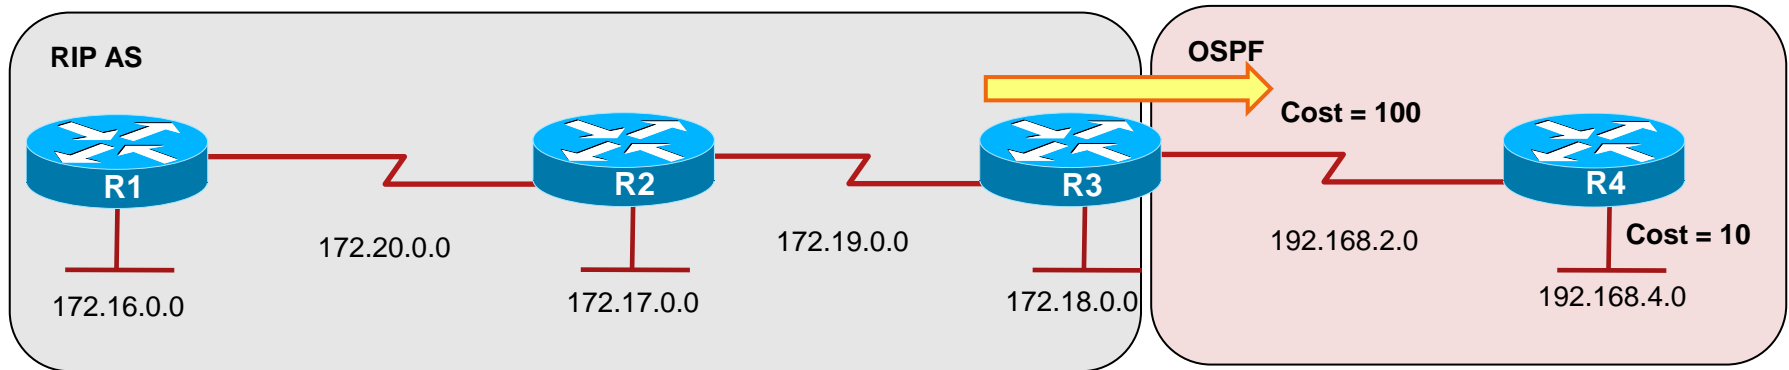 RIP AS
OSPF
Cost = 100
R1
R2
R3
R4
172.20.0.0
172.19.0.0
192.168.2.0
Cost = 10
172.16.0.0
172.17.0.0
172.18.0.0
192.168.4.0